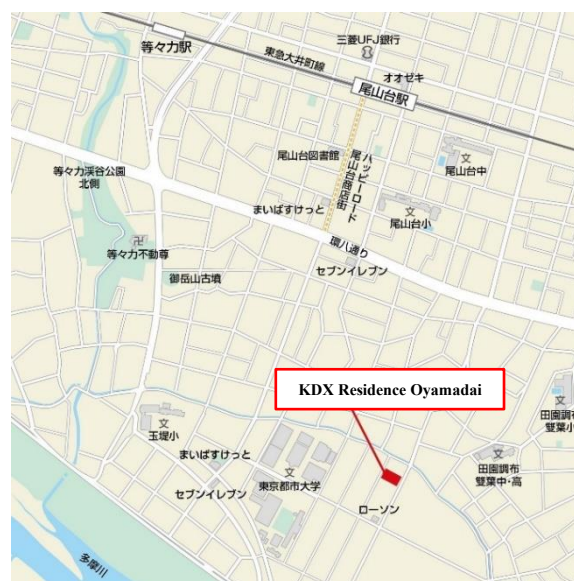 三菱UFJ銀行
等々力駅
東急大井町線
オオゼキ
尾山台駅
尾山台図書館
ハッピーロード
尾山台商店街
文
尾山台中
等々力渓谷公園
北側
まいばすけっと
文
尾山台小
環八通り
卍
等々力不動尊
御岳山古墳
セブンイレブン
KDX Residence Oyamadai
文
田園調布
雙葉小
文
玉堤小
まいばすけっと
文
田園調布
雙葉中・高
セブンイレブン
文
東京都市大学
ローソン
多摩川